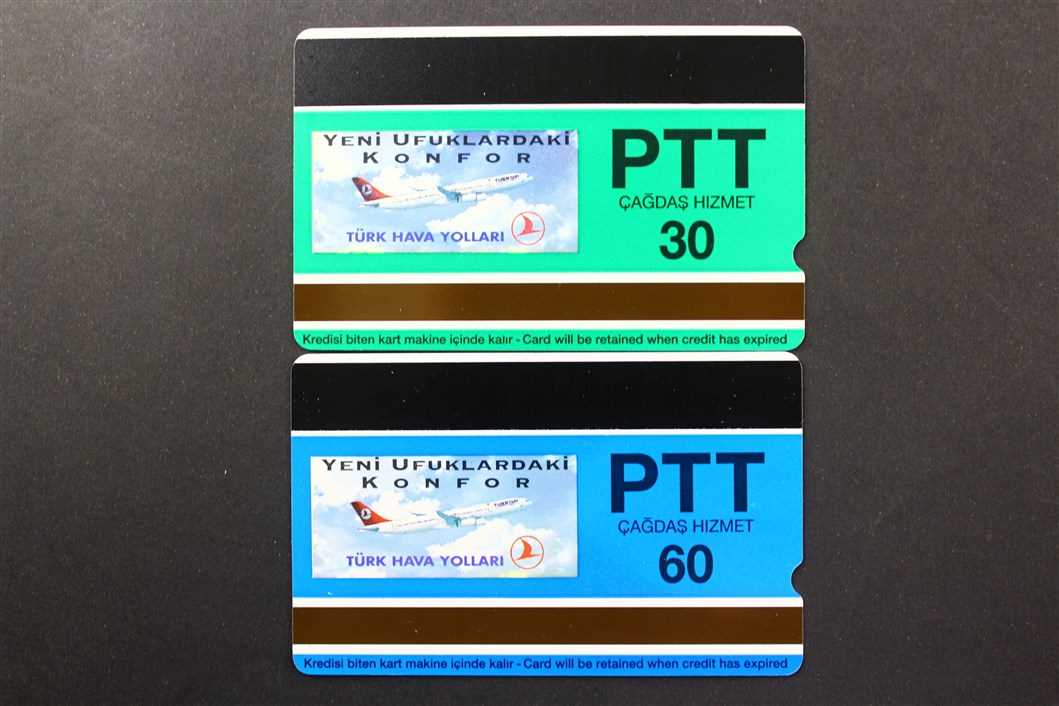 YENİ UFUKLARDAKİ
KONFOR
TURKISH
TÜRK HAVA YOLLARI
PTT
ÇAĞDAŞ HIZMET
30
Kredisi biten kart makine içinde kalır - Card will be retained when credit has expired
YENİ UFUKLARDAKİ
KONFOR
TURKISH
TÜRK HAVA YOLLARI
PTT
ÇAĞDAŞ HIZMET
60
Kredisi biten kart makine içinde kalır - Card will be retained when credit has expired